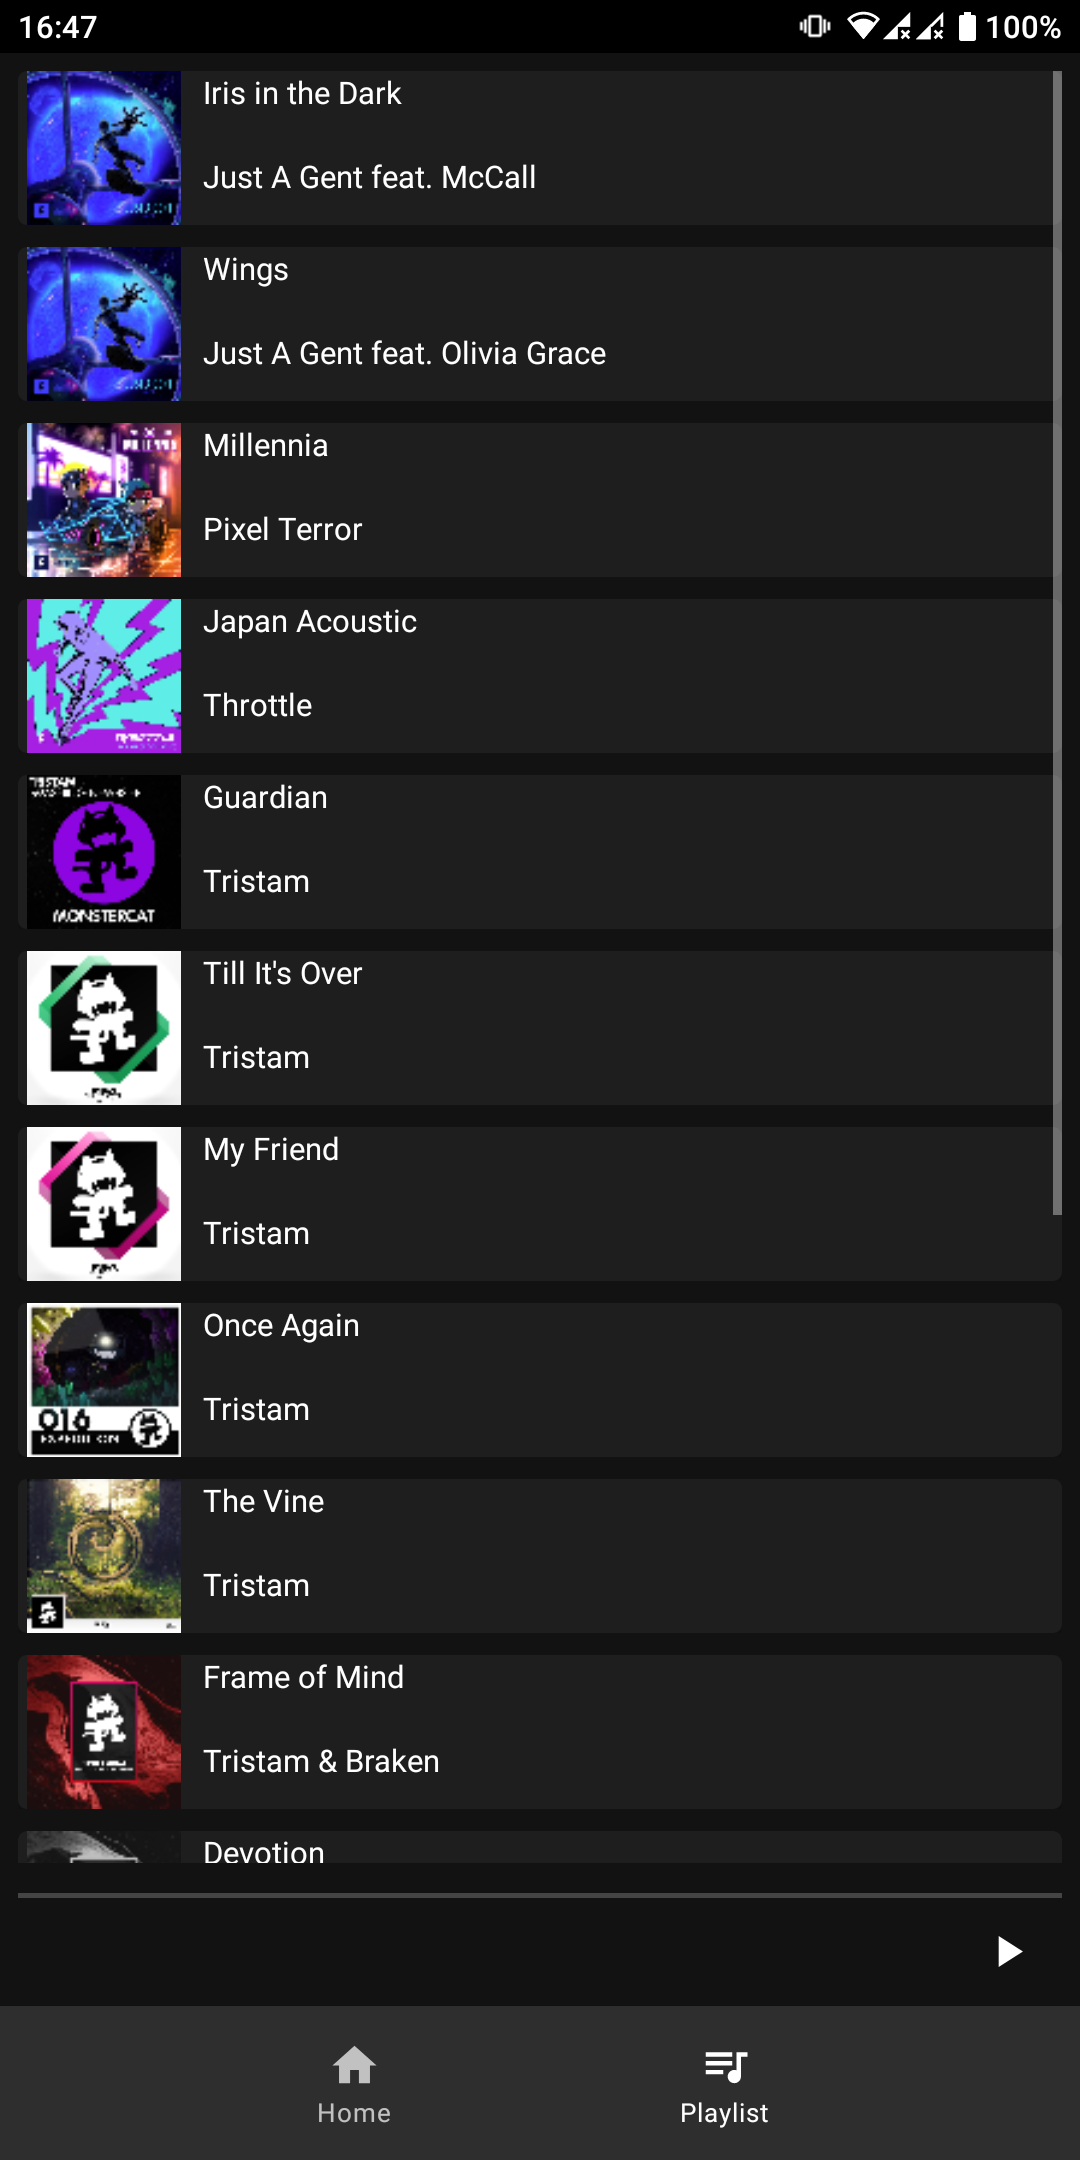 16:47
100%
Iris in the Dark
Just A Gent feat. McCall
Wings
Just A Gent feat. Olivia Grace
Millennia
Pixel Terror
Japan Acoustic
Throttle
TRISTAM
Guardian
Tristam
MONSTERCAT
Till It's Over
Tristam
My Friend
Tristam
Once Again
Tristam
016
The Vine
Tristam
Frame of Mind
Tristam & Braken
Devotion
Home
Playlist